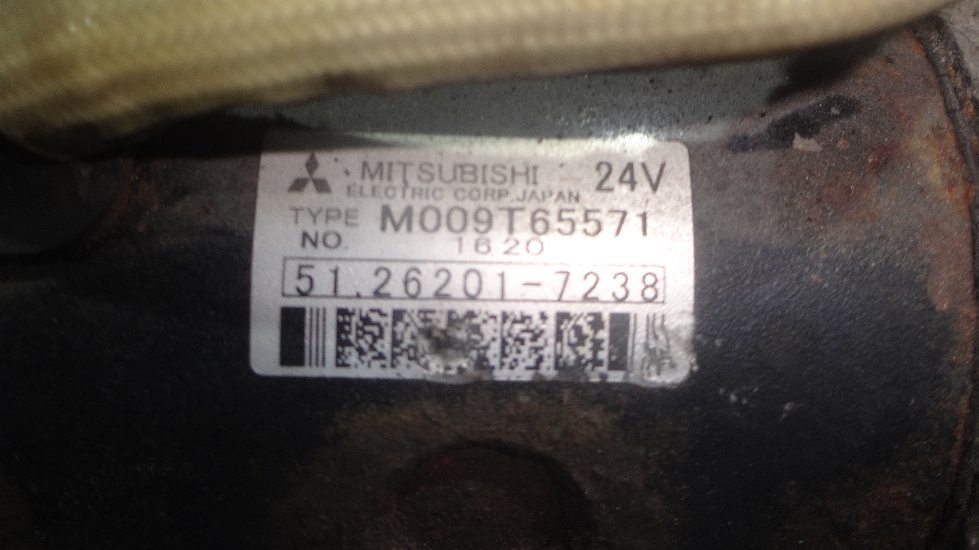 MITSUBISHI 24V
ELECTRIC CORP. JAPAN
TYPE M009T65571
NO. 1620
51.26201-7238